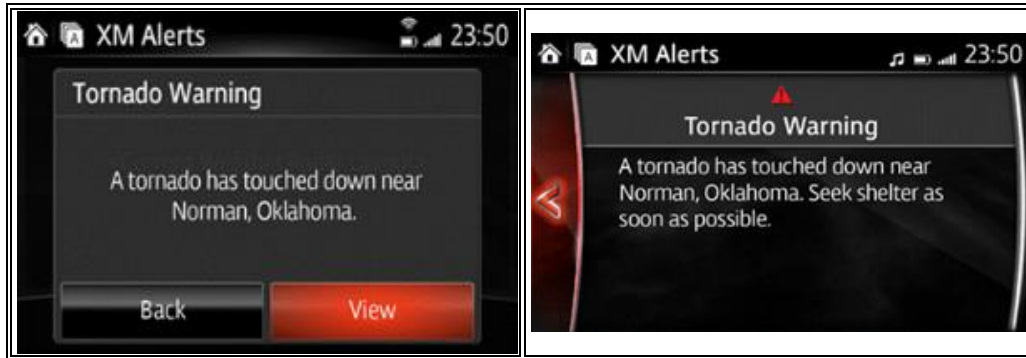 XM Alerts 23:50
Tornado Warning
A tornado has touched down near
Norman, Oklahoma.
Back View
XM Alerts 23:50
Tornado Warning
A tornado has touched down near
Norman, Oklahoma. Seek shelter as
soon as possible.